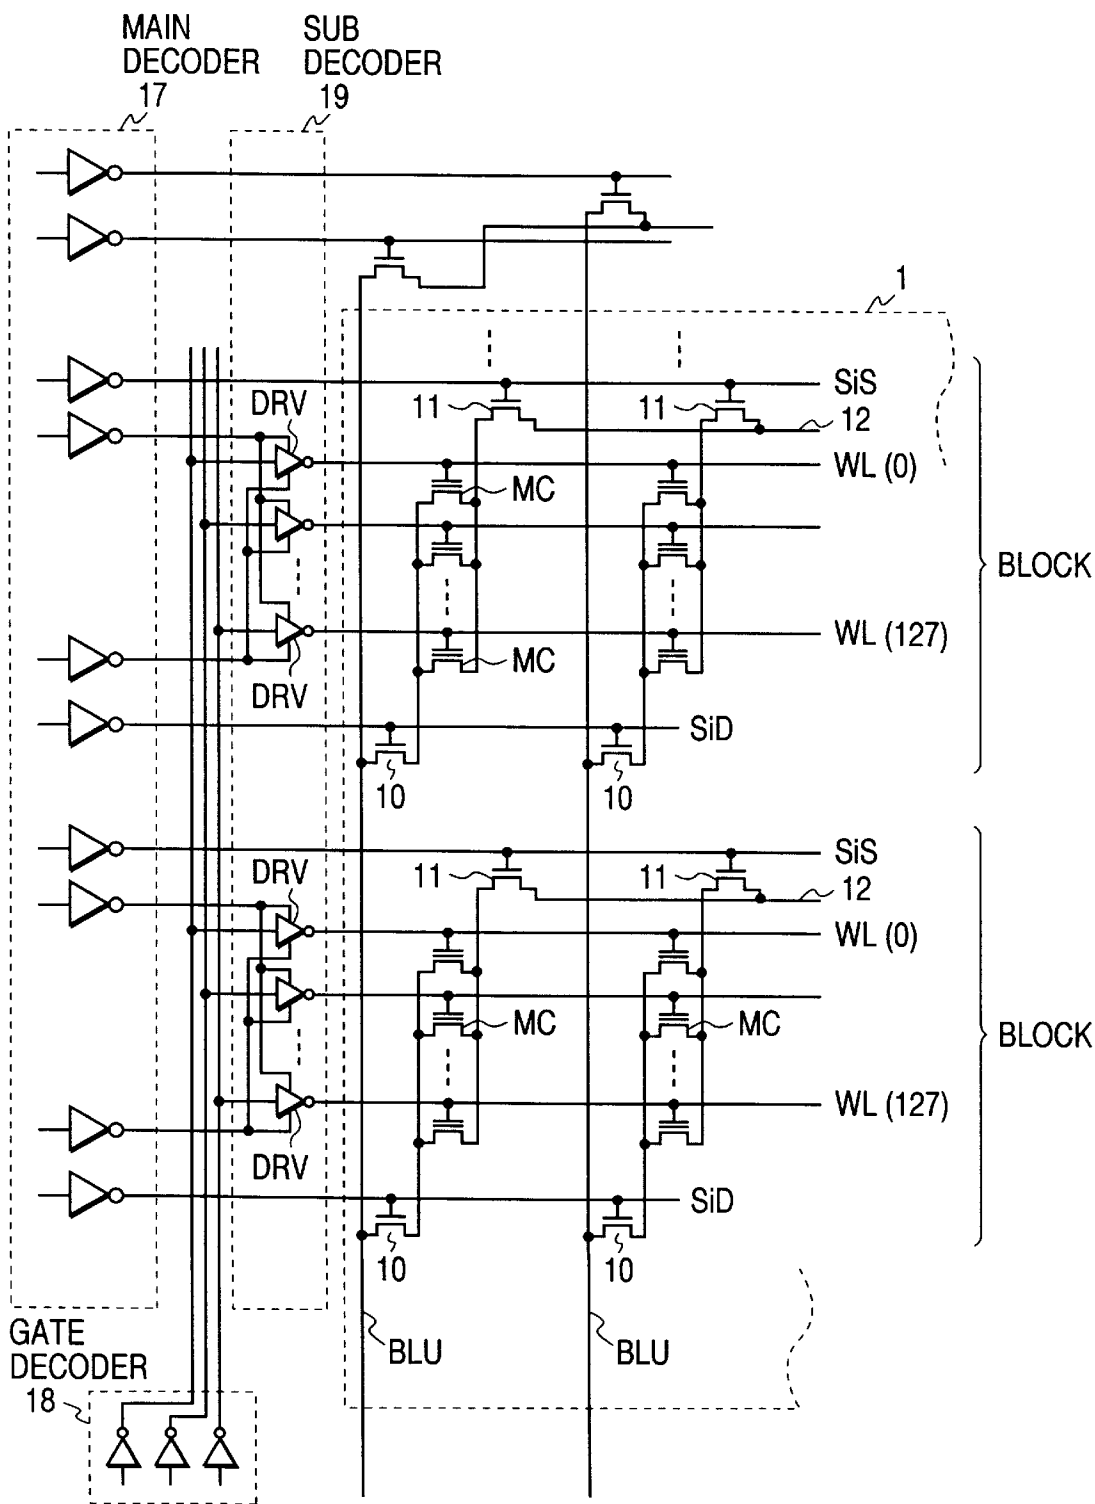 MAIN
DECODER
17
SUB
DECODER
19
1
SiS
DRV
11
11
12
WL (0)
MC
BLOCK
WL (127)
MC
DRV
SiD
10
10
SiS
DRV
11
11
12
WL (0)
MC
MC
BLOCK
WL (127)
DRV
SiD
10
10
GATE
DECODER
18
BLU
BLU